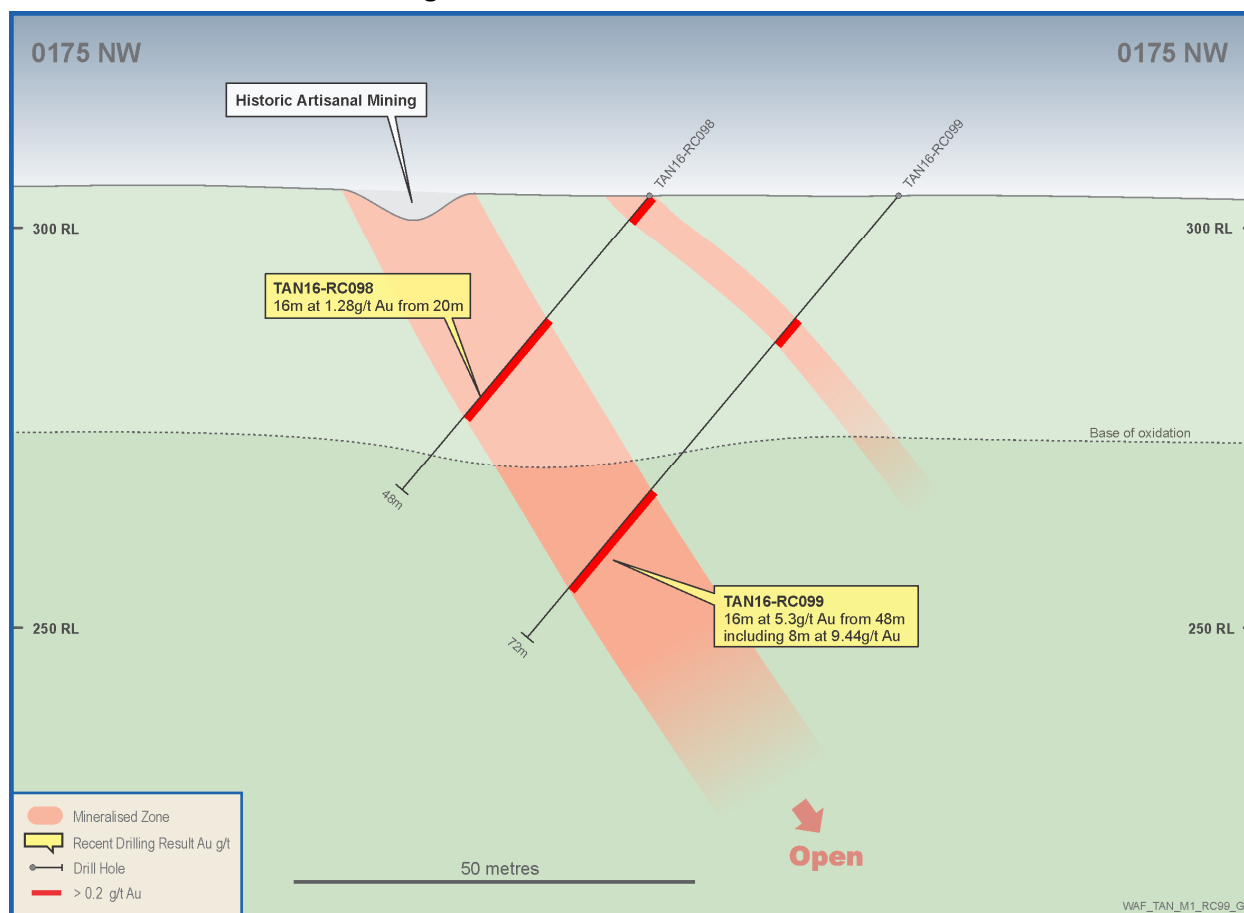 0175 NW
0175 NW
Historic Artisanal Mining
TAN16-RC098
TAN16-RC099
300 RL
300 RL
TAN16-RC098
16m at 1.28g/t Au from 20m
Base of oxidation
48m
TAN16-RC099
16m at 5.3g/t Au from 48m
including 8m at 9.44g/t Au
250 RL
250 RL
72m
Open
Mineralised Zone
Recent Drilling Result Au g/t
Drill Hole
> 0.2 g/t Au
50 metres
WAF_TAN_M1_RC99_G